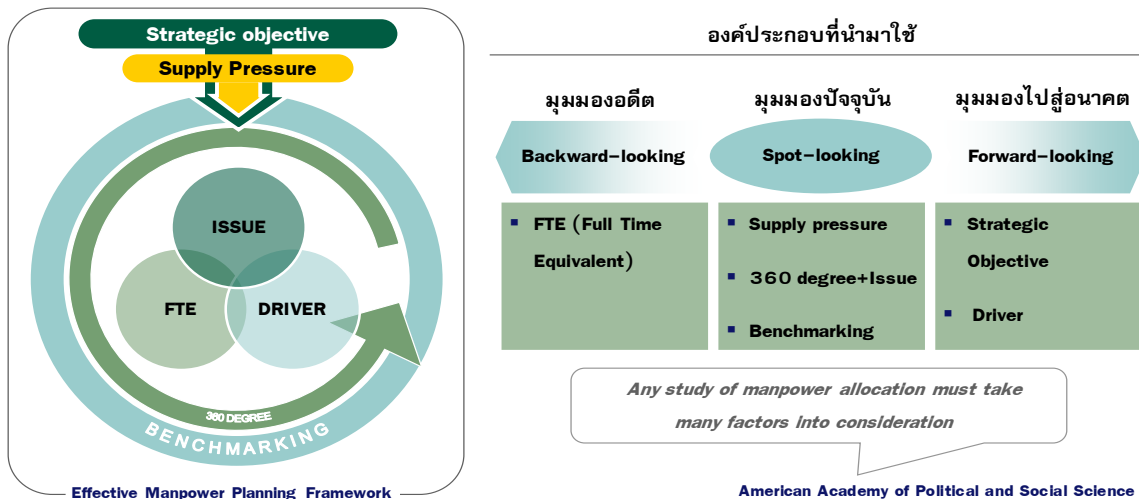 Strategic objective
Supply Pressure
ISSUE
FTE
DRIVER
360 DEGREE
BENCHMARKING
Effective Manpower Planning Framework
องค์ประกอบที่นำมาใช้
มุมมองอดีต
มุมมองปัจจุบัน
มุมมองไปสู่อนาคต
Backward-looking
Spot-looking
Forward-looking
▪ FTE (Full Time
Equivalent)
▪ Supply pressure
▪ 360 degree+Issue
▪ Benchmarking
▪ Strategic
Objective
▪ Driver
Any study of manpower allocation must take
many factors into consideration
American Academy of Political and Social Science